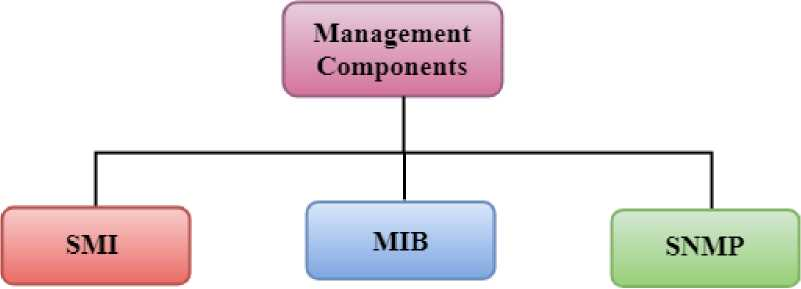 Management
Components
SMI
MIB
SNMP